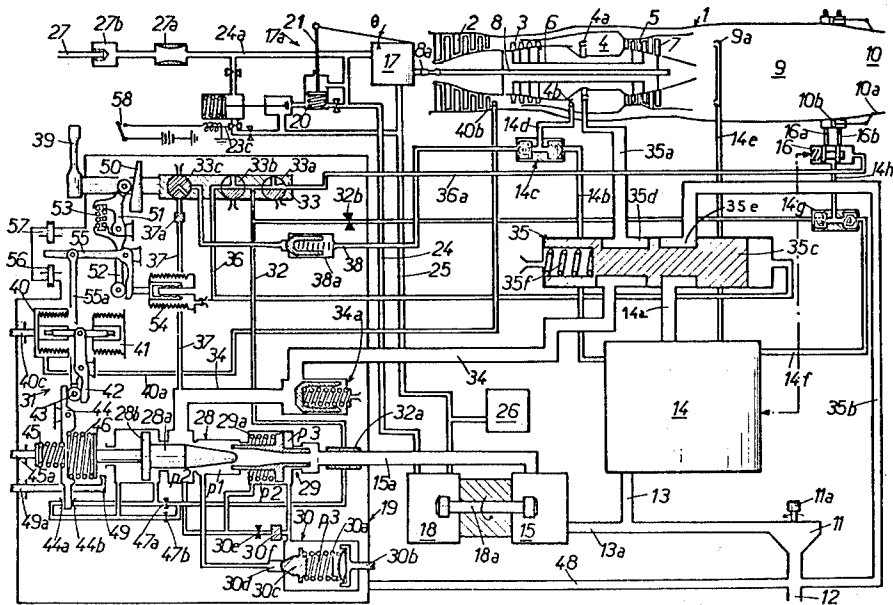 27 27b 27a 24a 21 17a θ 17 8a 2 8 3 6 4a 4 5 7 1 9a 9 10 10a
58 20 23c 40b 4b 10b 16a 16b 16
39 50 33c 33b 33a 33 14d 14c 14b 35a 14e 36a 14h 14g
57 53 51 37a 32b 35 35d 35e 35c
56 55 52 37 36 32 38a 38 24 25 35f
55a 54 40 41 34a 14a
40c 42 37 34 34 14 14f 35b
31 43 40a 44 28b 28a 28 29a p3 32a 26
45 46 p1 p2 29 15a 13 11a
45a 49a 49 47a 30e 30f 30 p3 30a 19 18 18a 15 13a 11
44a 44b 47b 30d 30c 30b 48 12